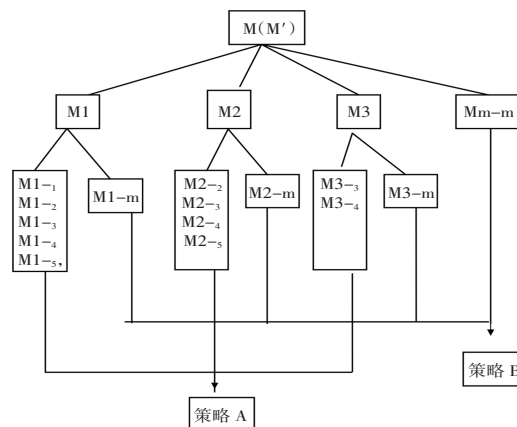 M(M′)
M1
M2
M3
Mm-m
M1-₁
M1-₂
M1-₃
M1-₄
M1-₅,
M1-m
M2-₂
M2-₃
M2-₄
M2-₅
M2-m
M3-₃
M3-₄
M3-m
策略 B
策略 A